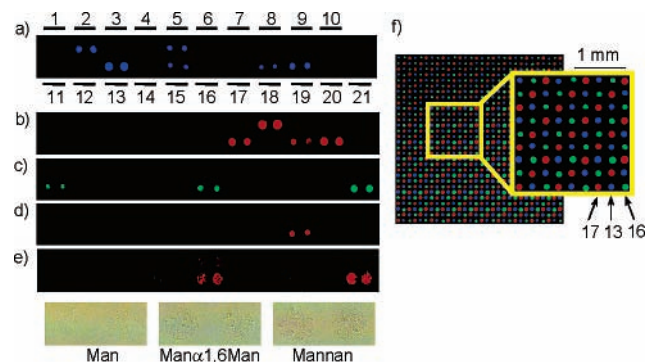 1 2 3 4 5 6 7 8 9 10
a)
11 12 13 14 15 16 17 18 19 20 21
b)
c)
d)
e)
Man Manα1.6Man Mannan
f)
1 mm
17 13 16